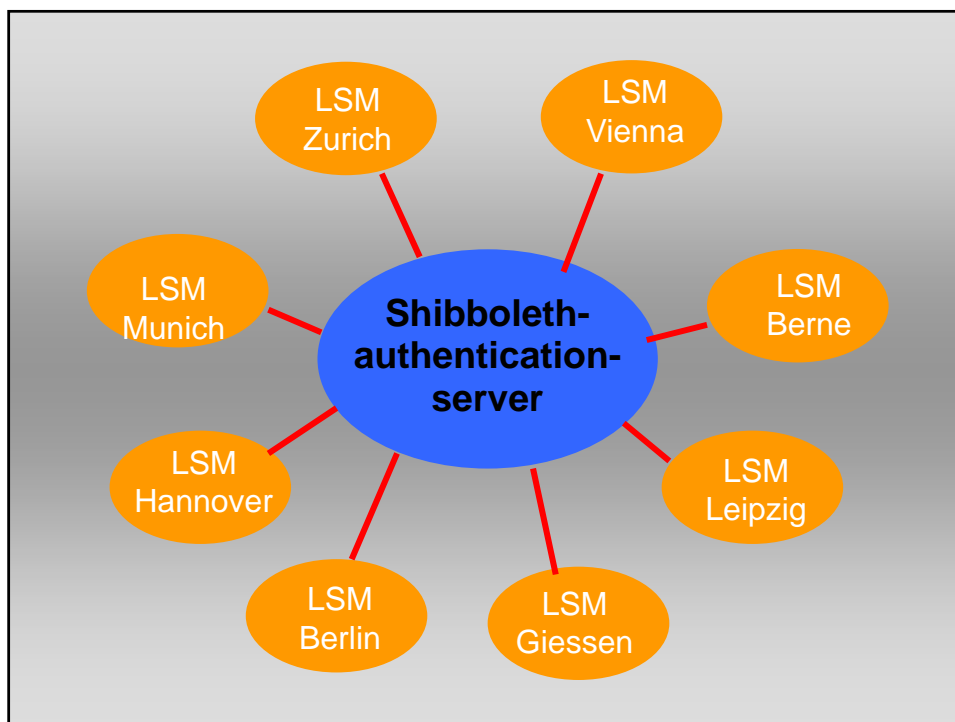 LSM
Zurich
LSM
Vienna
LSM
Munich
Shibboleth-
authentication-
server
LSM
Berne
LSM
Hannover
LSM
Leipzig
LSM
Berlin
LSM
Giessen